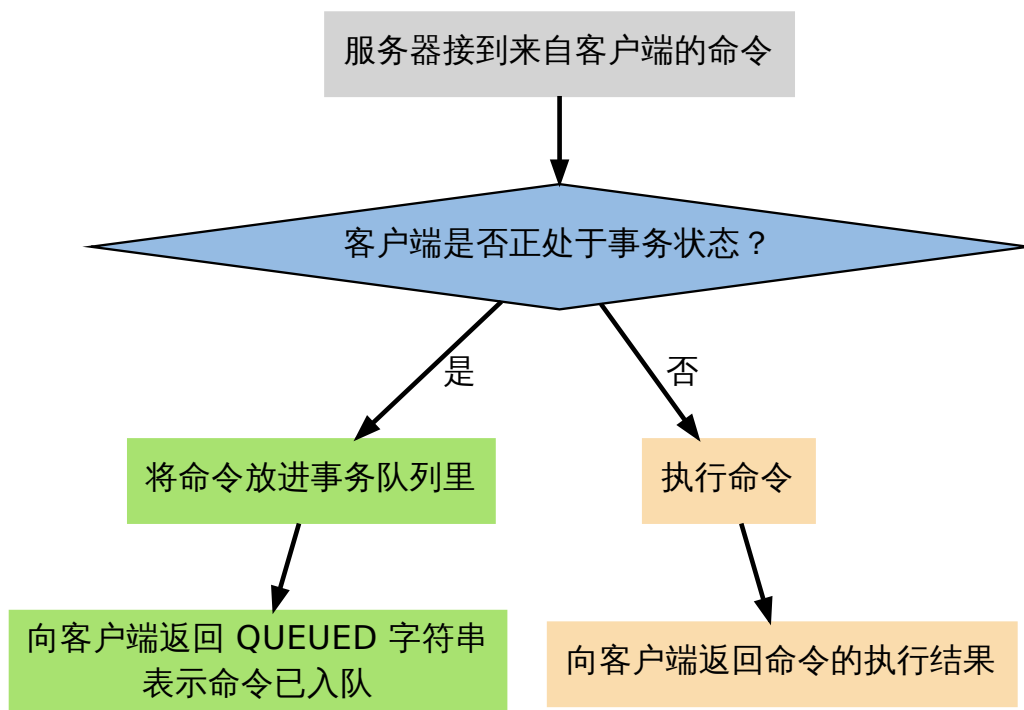 服务器接到来自客户端的命令
客户端是否正处于事务状态？
是
否
将命令放进事务队列里
执行命令
向客户端返回 QUEUED 字符串
表示命令已入队
向客户端返回命令的执行结果